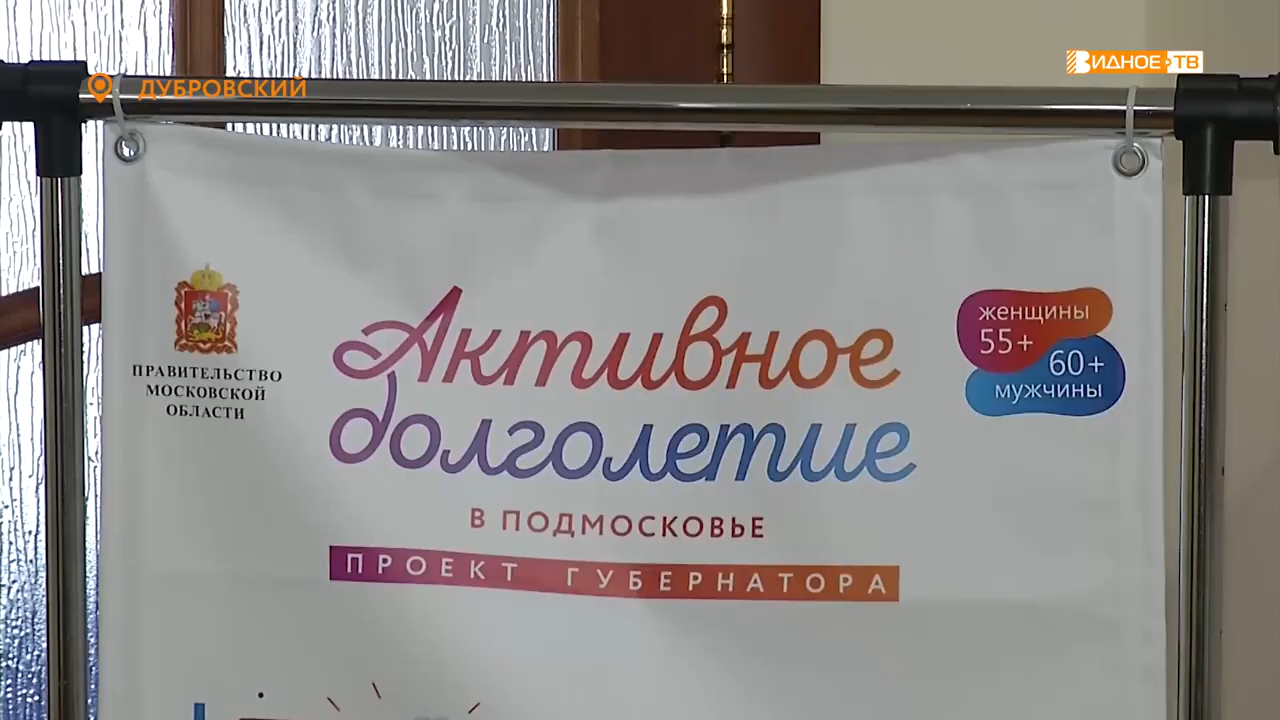 ДУБРОВСКИЙ
ВИДНОЕ ТВ
ПРАВИТЕЛЬСТВО
МОСКОВСКОЙ
ОБЛАСТИ
Активное
долголетие
В ПОДМОСКОВЬЕ
ПРОЕКТ ГУБЕРНАТОРА
женщины
55+
60+
мужчины